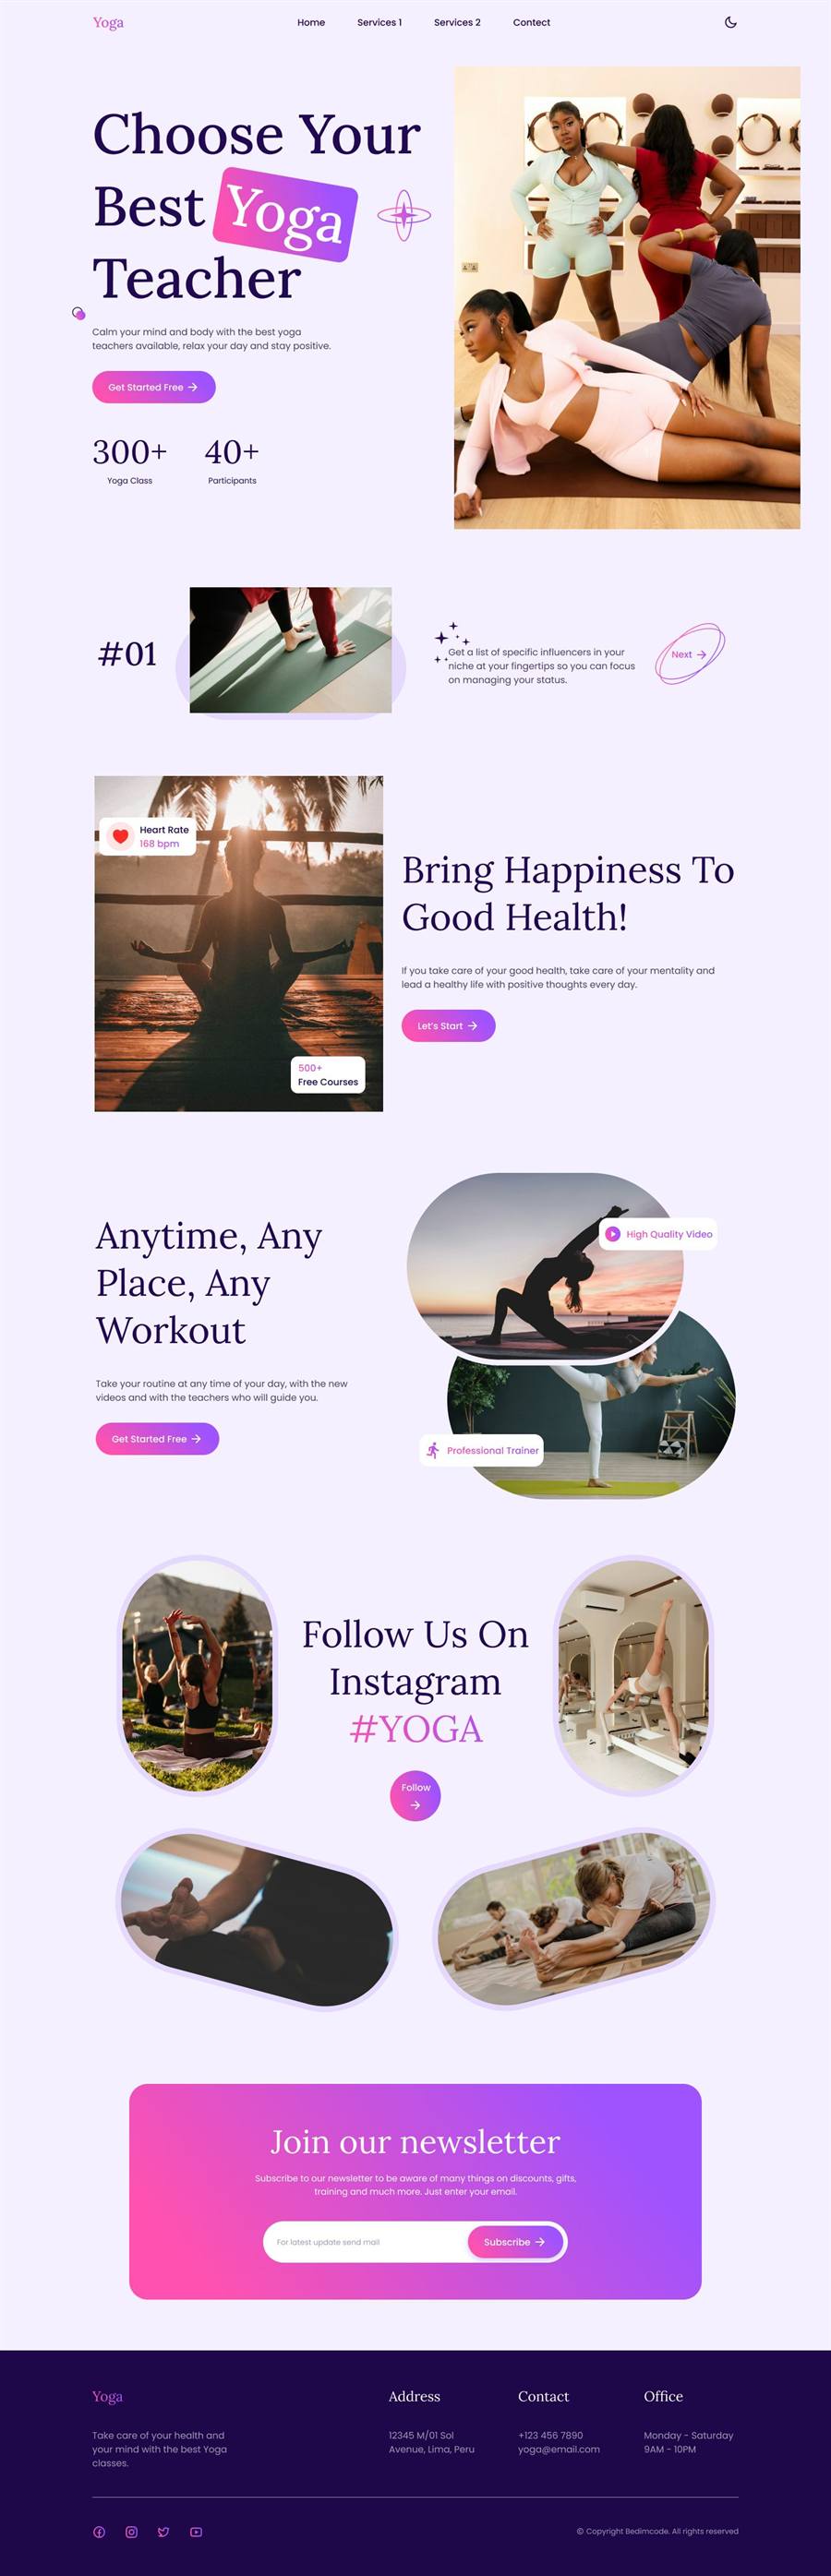 Yoga
Home
Services 1
Services 2
Contect
Choose Your
Best Yoga
Teacher
Calm your mind and body with the best yoga
teachers available, relax your day and stay positive.
Get Started Free
300+
Yoga Class
40+
Participants
#01
Get a list of specific influencers in your
niche at your fingertips so you can focus
on managing your status.
Next
Heart Rate
168 bpm
500+
Free Courses
Bring Happiness To
Good Health!
If you take care of your good health, take care of your mentality and
lead a healthy life with positive thoughts every day.
Let's Start
Anytime, Any
Place, Any
Workout
Take your routine at any time of your day, with the new
videos and with the teachers who will guide you.
Get Started Free
High Quality Video
Professional Trainer
Follow Us On
Instagram
#YOGA
Follow
Join our newsletter
Subscribe to our newsletter to be aware of many things on discounts, gifts,
training and much more. Just enter your email.
For latest update send mail
Subscribe
Yoga
Take care of your health and
your mind with the best Yoga
classes.
Address
12345 M/01 Sol
Avenue, Lima, Peru
Contact
+123 456 7890
yoga@email.com
Office
Monday - Saturday
9AM - 10PM
© Copyright Bedimcode. All rights reserved